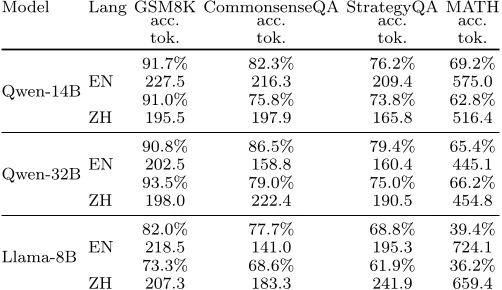 Model Lang GSM8K CommonsenseQA StrategyQA MATH
acc. acc. acc. acc.
tok. tok. tok. tok.
91.7% 82.3% 76.2% 69.2%
EN 227.5 216.3 209.4 575.0
Qwen-14B
91.0% 75.8% 73.8% 62.8%
ZH 195.5 197.9 165.8 516.4
90.8% 86.5% 79.4% 65.4%
EN 202.5 158.8 160.4 445.1
Qwen-32B
93.5% 79.0% 75.0% 66.2%
ZH 198.0 222.4 190.5 454.8
82.0% 77.7% 68.8% 39.4%
EN 218.5 141.0 195.3 724.1
Llama-8B
73.3% 68.6% 61.9% 36.2%
ZH 207.3 183.3 241.9 659.4